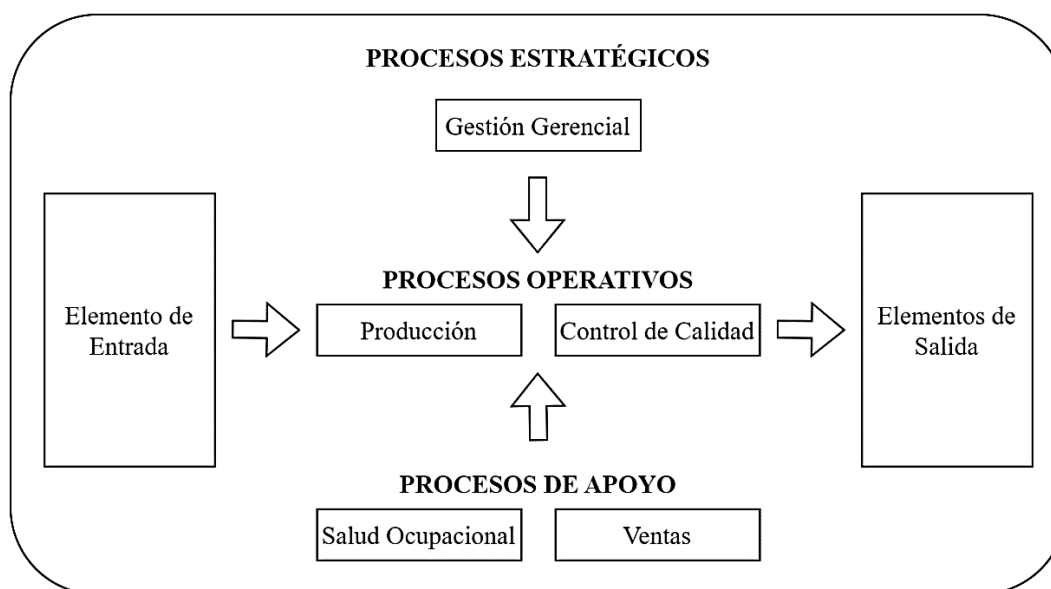 PROCESOS ESTRATÉGICOS
Gestión Gerencial
PROCESOS OPERATIVOS
Elemento de
Entrada
Producción
Control de Calidad
Elementos de
Salida
PROCESOS DE APOYO
Salud Ocupacional
Ventas